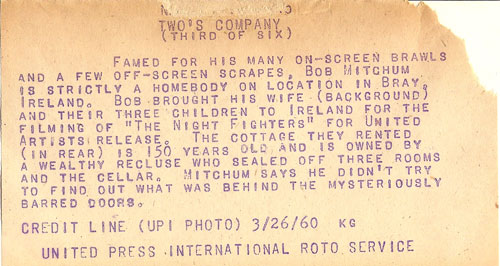 TWO'S COMPANY
(THIRD OF SIX)
FAMED FOR HIS MANY ON-SCREEN BRAWLS
AND A FEW OFF-SCREEN SCRAPES, BOB MITCHUM
IS STRICTLY A HOMEBODY ON LOCATION IN BRAY,
IRELAND. BOB BROUGHT HIS WIFE (BACKGROUND)
AND THEIR THREE CHILDREN TO IRELAND FOR THE
FILMING OF "THE NIGHT FIGHTERS" FOR UNITED
ARTISTS RELEASE. THE COTTAGE THEY RENTED
(IN REAR) IS 150 YEARS OLD AND IS OWNED BY
A WEALTHY RECLUSE WHO SEALED OFF THREE ROOMS
AND THE CELLAR. MITCHUM SAYS HE DIDN'T TRY
TO FIND OUT WHAT WAS BEHIND THE MYSTERIOUSLY
BARRED DOORS.
CREDIT LINE (UPI PHOTO) 3/26/60 KG
UNITED PRESS INTERNATIONAL ROTO SERVICE